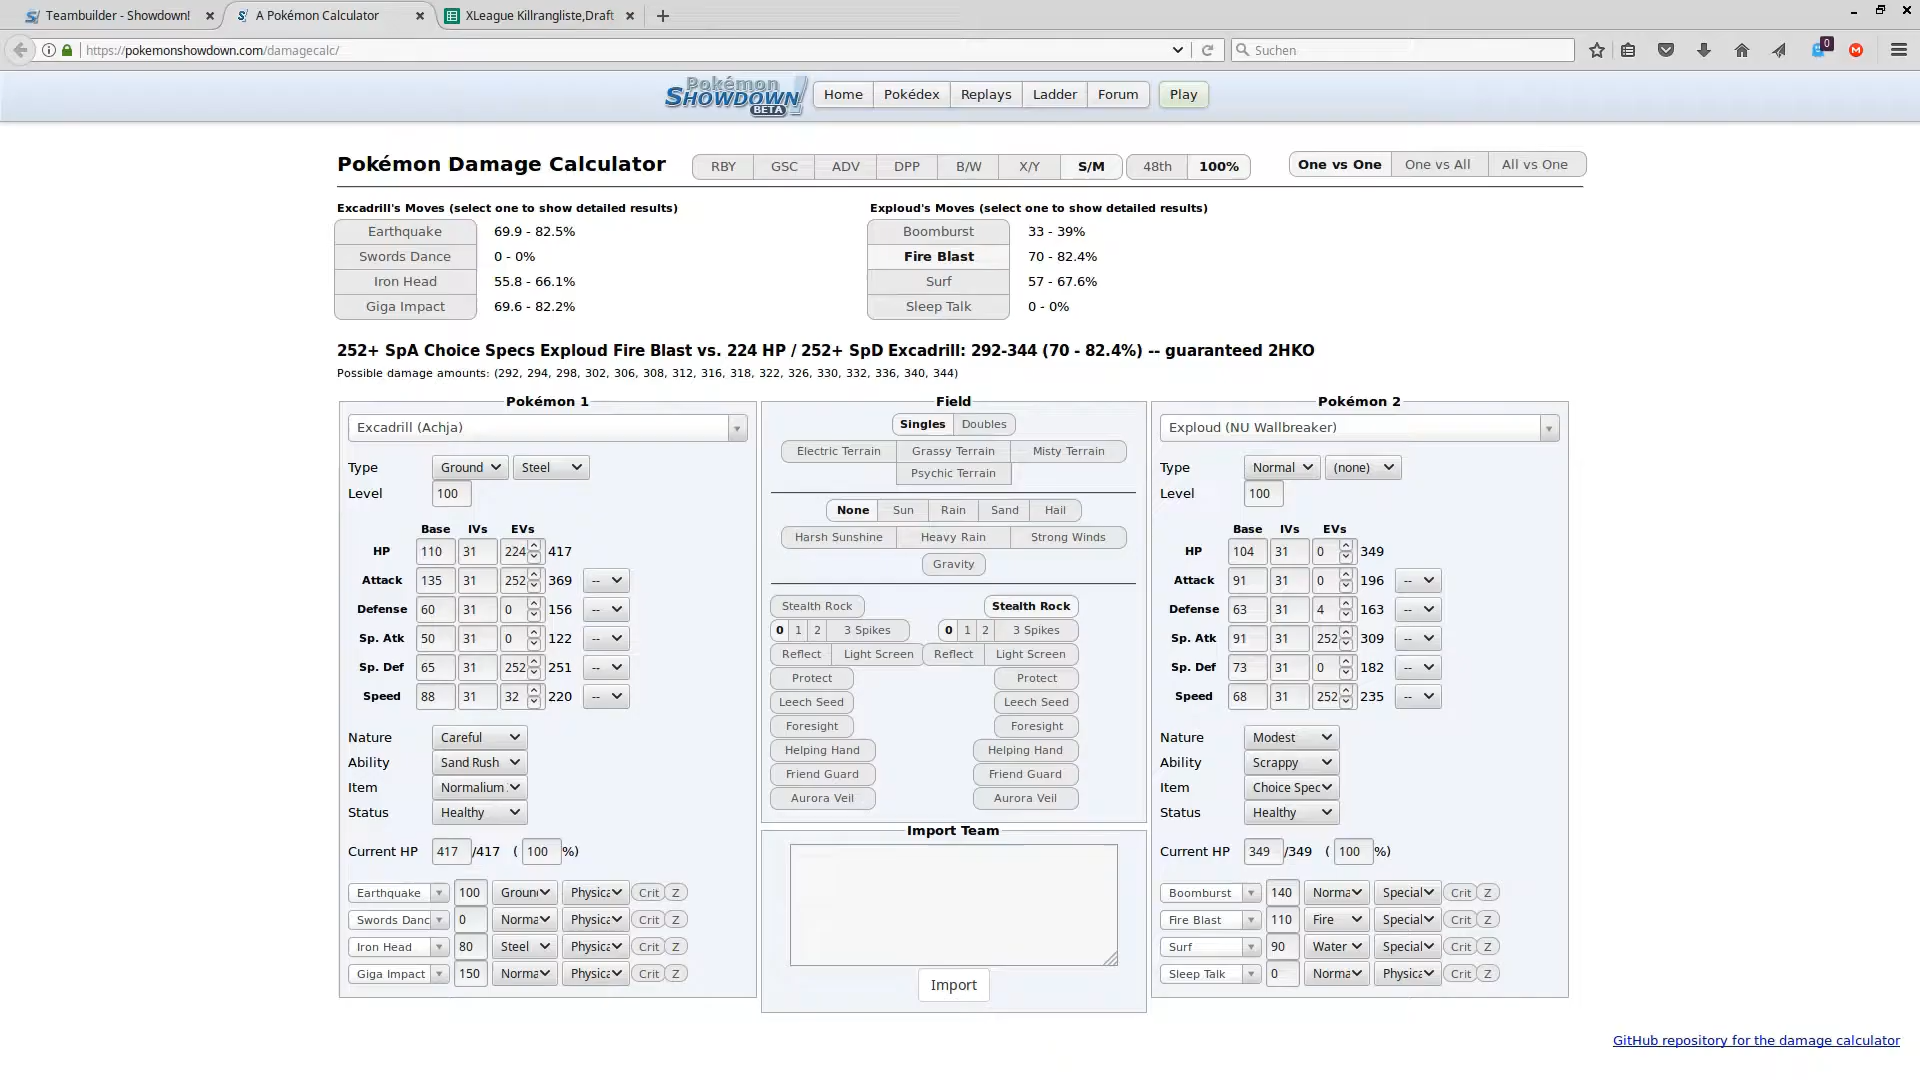 Teambuilder - Showdown!
A Pokémon Calculator
XLeague Killrangliste,Draft
https://pokemonshowdown.com/damagecalc/
Suchen
0
Pokémon
SHOWDOWN!
BETA
Home Pokédex Replays Ladder Forum Play
Pokémon Damage Calculator
RBY GSC ADV DPP B/W X/Y S/M 48th 100%
One vs One One vs All All vs One
Excadrill's Moves (select one to show detailed results)
Earthquake 69.9 - 82.5%
Swords Dance 0 - 0%
Iron Head 55.8 - 66.1%
Giga Impact 69.6 - 82.2%
Exploud's Moves (select one to show detailed results)
Boomburst 33 - 39%
Fire Blast 70 - 82.4%
Surf 57 - 67.6%
Sleep Talk 0 - 0%
252+ SpA Choice Specs Exploud Fire Blast vs. 224 HP / 252+ SpD Excadrill: 292-344 (70 - 82.4%) -- guaranteed 2HKO
Possible damage amounts: (292, 294, 298, 302, 306, 308, 312, 316, 318, 322, 326, 330, 332, 336, 340, 344)
Pokémon 1
Excadrill (Achja)
Type Ground Steel
Level 100
Base IVs EVs
HP 110 31 224 417
Attack 135 31 252 369 --
Defense 60 31 0 156 --
Sp. Atk 50 31 0 122 --
Sp. Def 65 31 252 251 --
Speed 88 31 32 220 --
Nature Careful
Ability Sand Rush
Item Normalium
Status Healthy
Current HP 417 /417 ( 100 %)
Earthquake 100 Groun Physica Crit Z
Swords Danc 0 Norma Physica Crit Z
Iron Head 80 Steel Physica Crit Z
Giga Impact 150 Norma Physica Crit Z
Field
Singles Doubles
Electric Terrain Grassy Terrain Misty Terrain
Psychic Terrain
None Sun Rain Sand Hail
Harsh Sunshine Heavy Rain Strong Winds
Gravity
Stealth Rock Stealth Rock
0 1 2 3 Spikes 0 1 2 3 Spikes
Reflect Light Screen Reflect Light Screen
Protect Protect
Leech Seed Leech Seed
Foresight Foresight
Helping Hand Helping Hand
Friend Guard Friend Guard
Aurora Veil Aurora Veil
Import Team
Import
Pokémon 2
Exploud (NU Wallbreaker)
Type Normal (none)
Level 100
Base IVs EVs
HP 104 31 0 349
Attack 91 31 0 196 --
Defense 63 31 4 163 --
Sp. Atk 91 31 252 309 --
Sp. Def 73 31 0 182 --
Speed 68 31 252 235 --
Nature Modest
Ability Scrappy
Item Choice Spec
Status Healthy
Current HP 349 /349 ( 100 %)
Boomburst 140 Norma Special Crit Z
Fire Blast 110 Fire Special Crit Z
Surf 90 Water Special Crit Z
Sleep Talk 0 Norma Physica Crit Z
GitHub repository for the damage calculator